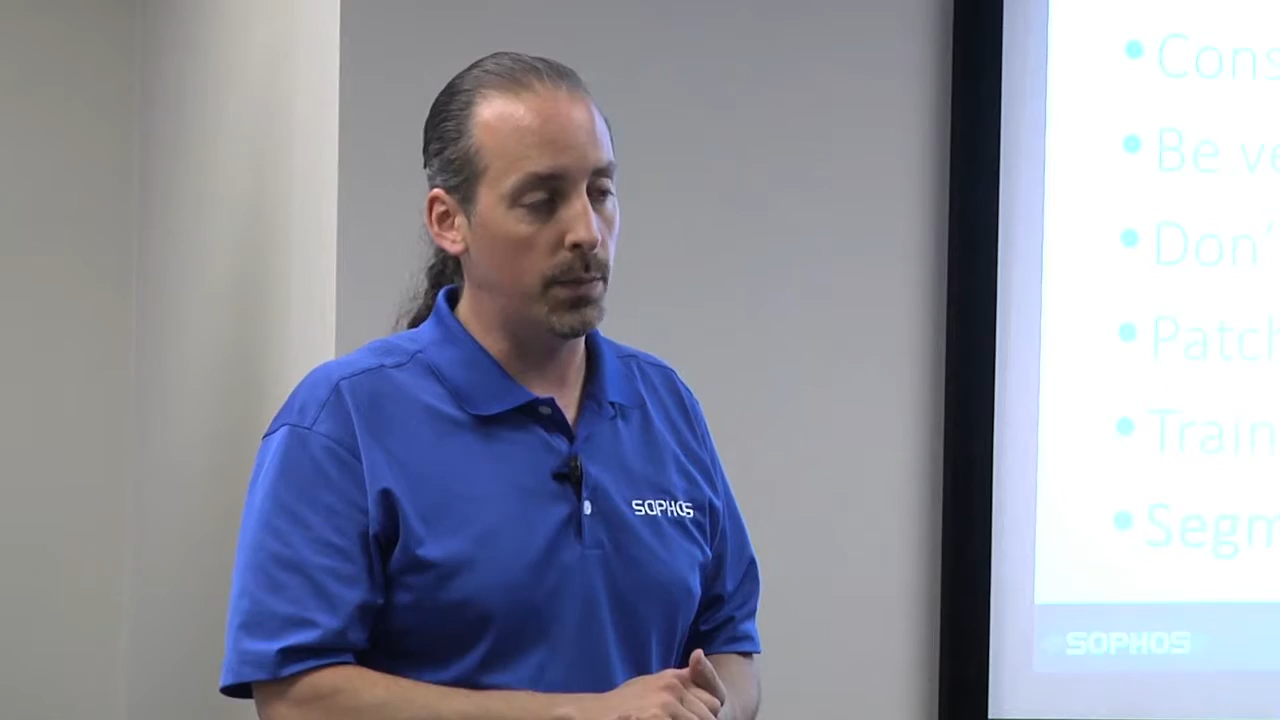 SOPHOS
• Cons
• Be ve
• Don'
• Patch
• Train
• Segm
SOPHOS